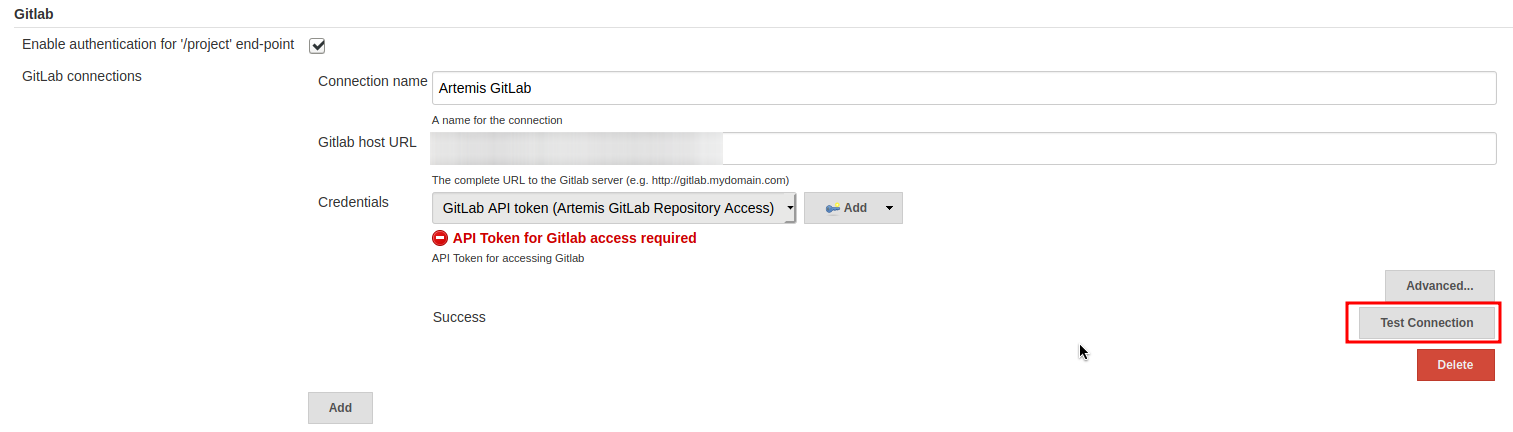 Gitlab
Enable authentication for '/project' end-point
GitLab connections
Connection name
Artemis GitLab
A name for the connection
Gitlab host URL
The complete URL to the Gitlab server (e.g. http://gitlab.mydomain.com)
Credentials
GitLab API token (Artemis GitLab Repository Access)
Add
API Token for Gitlab access required
API Token for accessing Gitlab
Advanced...
Success
Test Connection
Delete
Add